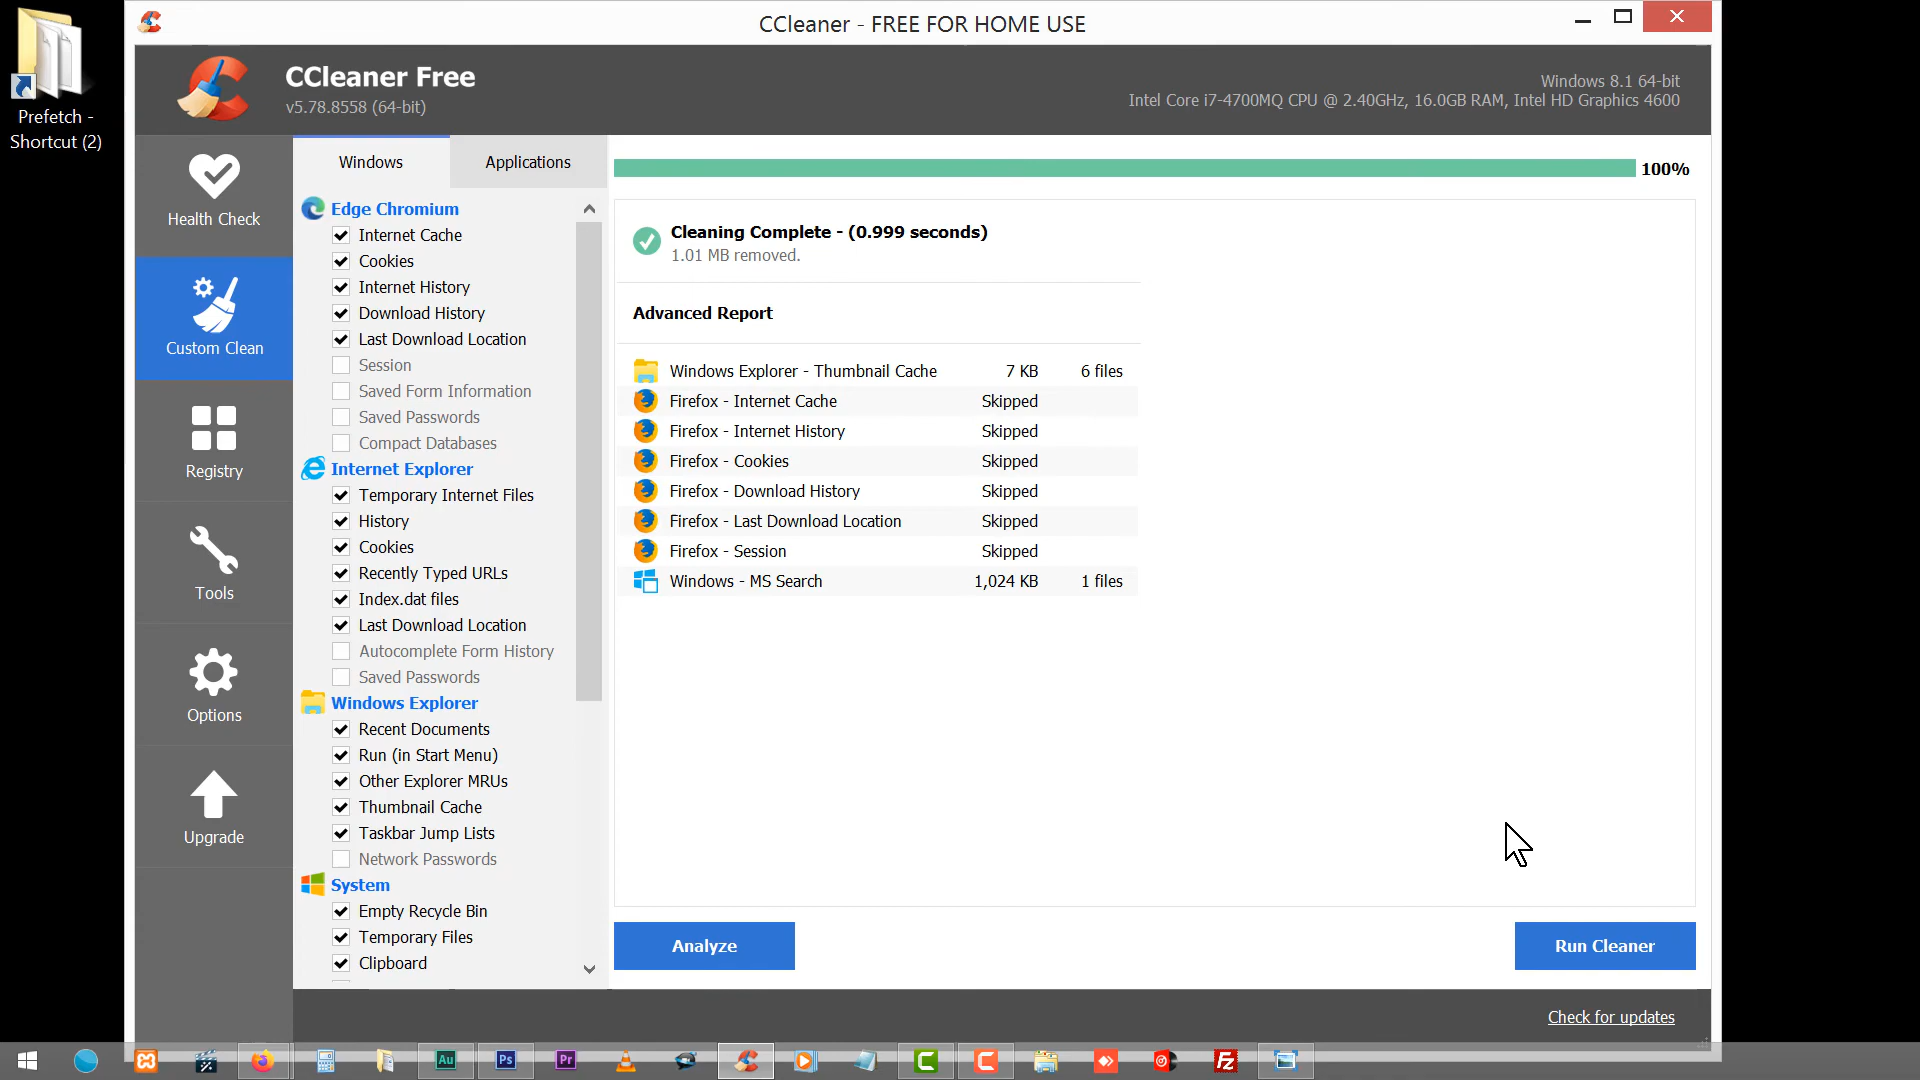 Prefetch -
Shortcut (2)
CCleaner - FREE FOR HOME USE
CCleaner Free
v5.78.8558 (64-bit)
Windows 8.1 64-bit
Intel Core i7-4700MQ CPU @ 2.40GHz, 16.0GB RAM, Intel HD Graphics 4600
Health Check
Custom Clean
Registry
Tools
Options
Upgrade
Windows
Applications
Edge Chromium
Internet Cache
Cookies
Internet History
Download History
Last Download Location
Session
Saved Form Information
Saved Passwords
Compact Databases
Internet Explorer
Temporary Internet Files
History
Cookies
Recently Typed URLs
Index.dat files
Last Download Location
Autocomplete Form History
Saved Passwords
Windows Explorer
Recent Documents
Run (in Start Menu)
Other Explorer MRUs
Thumbnail Cache
Taskbar Jump Lists
Network Passwords
System
Empty Recycle Bin
Temporary Files
Clipboard
100%
Cleaning Complete - (0.999 seconds)
1.01 MB removed.
Advanced Report
Windows Explorer - Thumbnail Cache 7 KB 6 files
Firefox - Internet Cache Skipped
Firefox - Internet History Skipped
Firefox - Cookies Skipped
Firefox - Download History Skipped
Firefox - Last Download Location Skipped
Firefox - Session Skipped
Windows - MS Search 1,024 KB 1 files
Analyze
Run Cleaner
Check for updates
Au
Ps
Pr
Fz